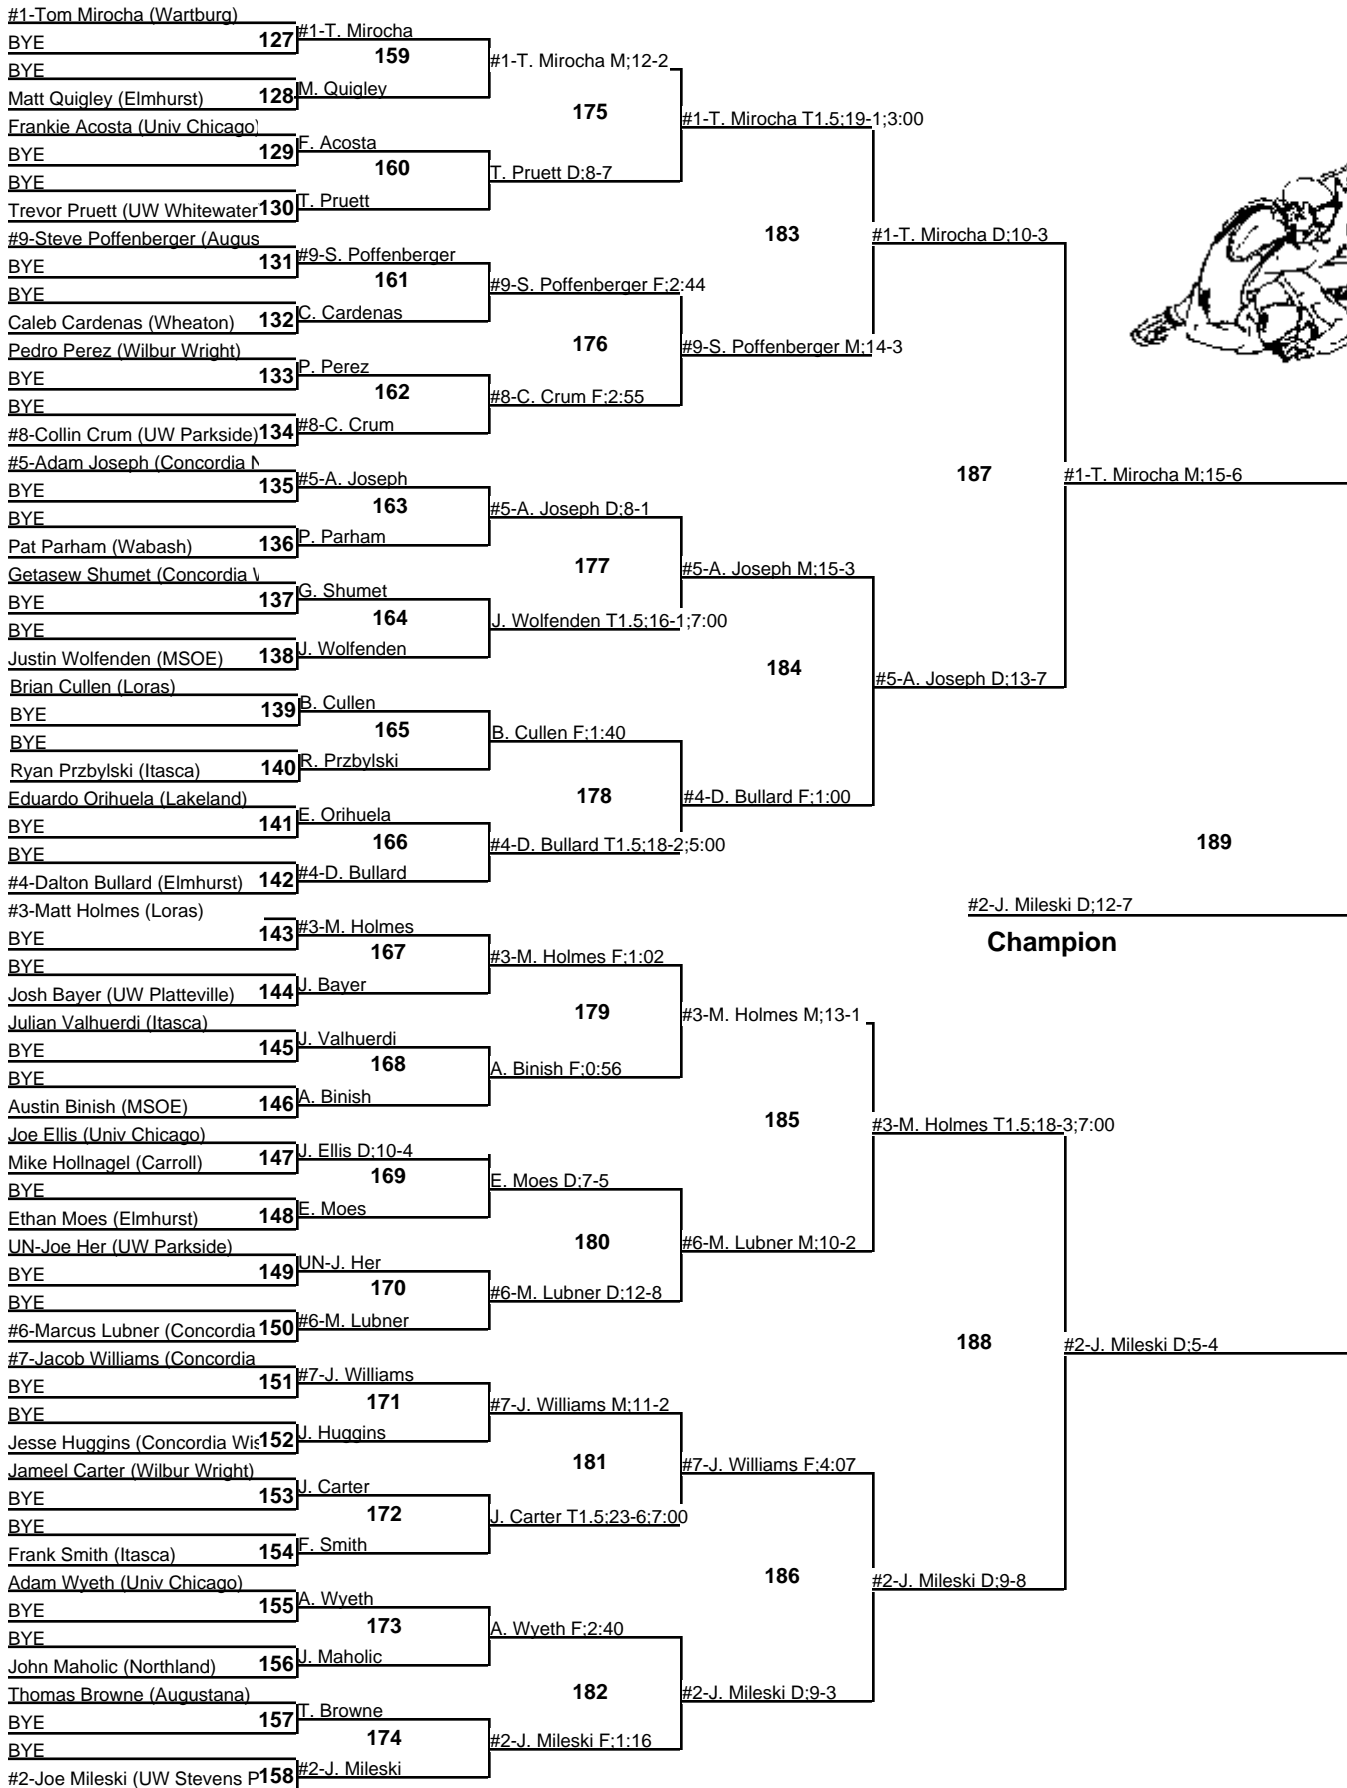 #1-Tom Mirocha (Wartburg)
BYE
127
BYE
Matt Quigley (Elmhurst)
128
Frankie Acosta (Univ Chicago)
BYE
129
BYE
Trevor Pruett (UW Whitewater
130
#9-Steve Poffenberger (Augus
BYE
131
BYE
Caleb Cardenas (Wheaton)
132
Pedro Perez (Wilbur Wright)
BYE
133
BYE
#8-Collin Crum (UW Parkside)
134
#5-Adam Joseph (Concordia N
BYE
135
BYE
Pat Parham (Wabash)
136
Getasew Shumet (Concordia
BYE
137
BYE
Justin Wolfenden (MSOE)
138
Brian Cullen (Loras)
BYE
139
BYE
Ryan Przbylski (Itasca)
140
Eduardo Orihuela (Lakeland)
BYE
141
BYE
#4-Dalton Bullard (Elmhurst)
142
#3-Matt Holmes (Loras)
BYE
143
BYE
Josh Bayer (UW Platteville)
144
Julian Valhuerdi (Itasca)
BYE
145
BYE
Austin Binish (MSOE)
146
Joe Ellis (Univ Chicago)
Mike Hollnagel (Carroll)
147
BYE
Ethan Moes (Elmhurst)
148
UN-Joe Her (UW Parkside)
BYE
149
BYE
#6-Marcus Lubner (Concordia
150
#7-Jacob Williams (Concordia
BYE
151
BYE
Jesse Huggins (Concordia Wis
152
Jameel Carter (Wilbur Wright)
BYE
153
BYE
Frank Smith (Itasca)
154
Adam Wyeth (Univ Chicago)
BYE
155
BYE
John Maholic (Northland)
156
Thomas Browne (Augustana)
BYE
157
BYE
#2-Joe Mileski (UW Stevens P
158
#1-T. Mirocha
159
M. Quigley
F. Acosta
160
T. Pruett
#9-S. Poffenberger
161
C. Cardenas
P. Perez
162
#8-C. Crum
#5-A. Joseph
163
P. Parham
G. Shumet
164
J. Wolfenden
B. Cullen
165
R. Przbylski
E. Orihuela
166
#4-D. Bullard
#3-M. Holmes
167
J. Bayer
J. Valhuerdi
168
A. Binish
J. Ellis D;10-4
169
E. Moes
UN-J. Her
170
#6-M. Lubner
#7-J. Williams
171
J. Huggins
J. Carter
172
F. Smith
A. Wyeth
173
J. Maholic
T. Browne
174
#2-J. Mileski
#1-T. Mirocha M;12-2
175
T. Pruett D;8-7
#9-S. Poffenberger F;2:44
176
#8-C. Crum F;2:55
#5-A. Joseph D;8-1
177
J. Wolfenden T1.5;16-1;7:00
B. Cullen F;1:40
178
#4-D. Bullard T1.5;18-2;5:00
#3-M. Holmes F;1:02
179
A. Binish F;0:56
E. Moes D;7-5
180
#6-M. Lubner D;12-8
#7-J. Williams M;11-2
181
J. Carter T1.5;23-6;7:00
A. Wyeth F;2:40
182
#2-J. Mileski F;1:16
#1-T. Mirocha T1.5;19-1;3:00
183
#9-S. Poffenberger M;14-3
#5-A. Joseph M;15-3
184
#4-D. Bullard F;1:00
#3-M. Holmes M;13-1
185
#6-M. Lubner M;10-2
#7-J. Williams F;4:07
186
#2-J. Mileski D;9-3
#1-T. Mirocha D;10-3
187
#5-A. Joseph D;13-7
#3-M. Holmes T1.5;18-3;7:00
188
#2-J. Mileski D;9-8
#1-T. Mirocha M;15-6
189
#2-J. Mileski D;5-4
#2-J. Mileski D;12-7
Champion